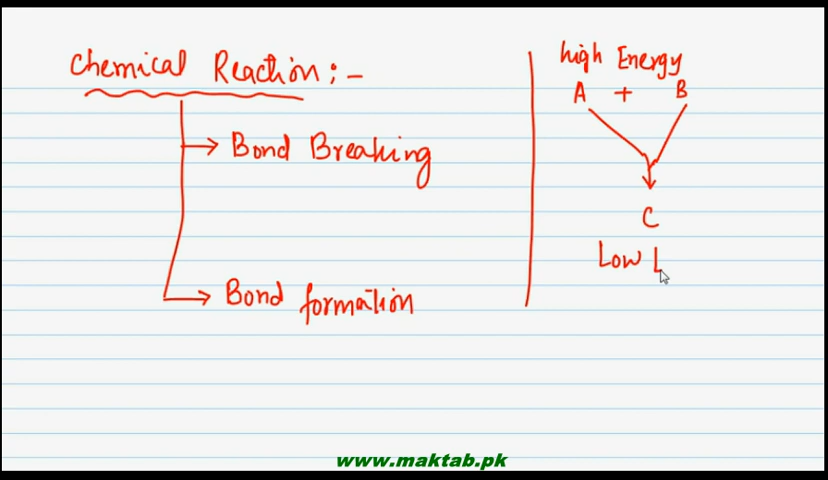 Chemical Reaction : -
Bond Breaking
Bond formation
high Energy
A + B
C
Low
www.maktab.pk